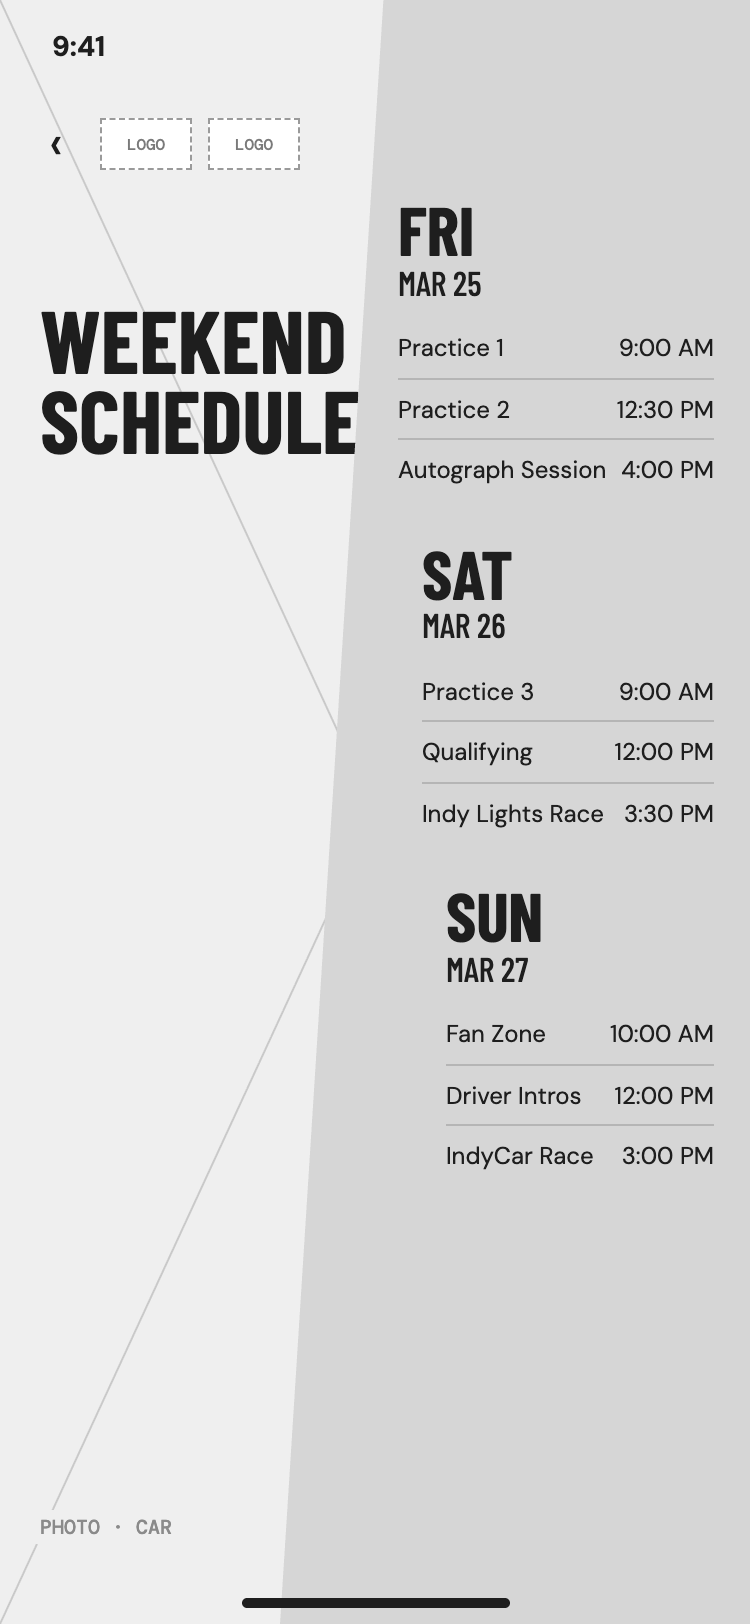 9:41
‹
LOGO LOGO
WEEKEND
SCHEDULE
FRI
MAR 25
Practice 1 9:00 AM
Practice 2 12:30 PM
Autograph Session 4:00 PM
SAT
MAR 26
Practice 3 9:00 AM
Qualifying 12:00 PM
Indy Lights Race 3:30 PM
SUN
MAR 27
Fan Zone 10:00 AM
Driver Intros 12:00 PM
IndyCar Race 3:00 PM
PHOTO · CAR